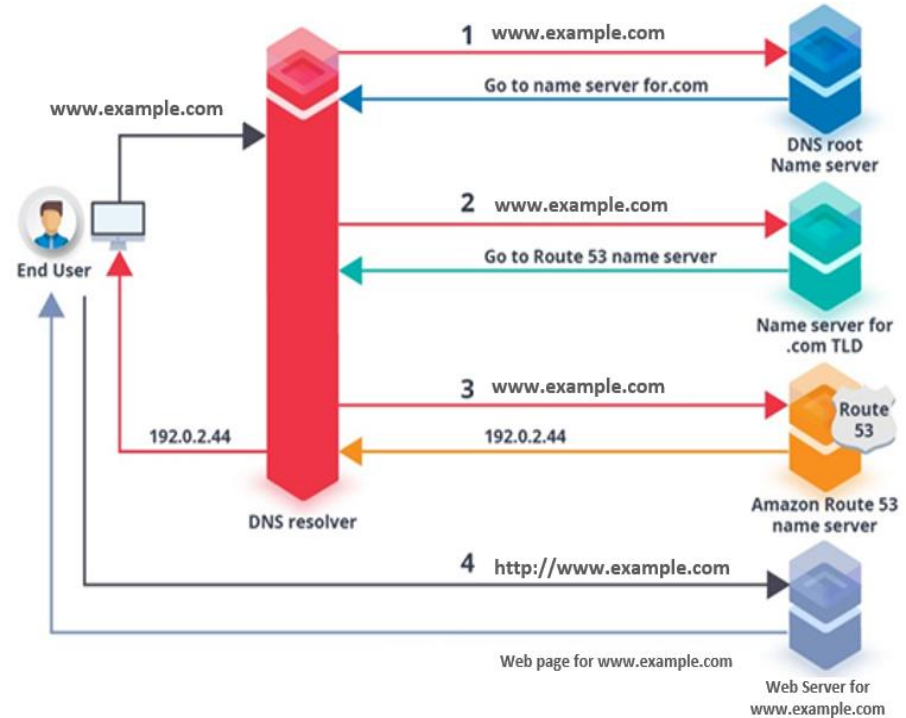 1 www.example.com
Go to name server for.com
www.example.com
DNS root
Name server
2 www.example.com
End User
Go to Route 53 name server
Name server for
.com TLD
3 www.example.com
Route
53
192.0.2.44
192.0.2.44
Amazon Route 53
name server
DNS resolver
4 http://www.example.com
Web page for www.example.com
Web Server for
www.example.com